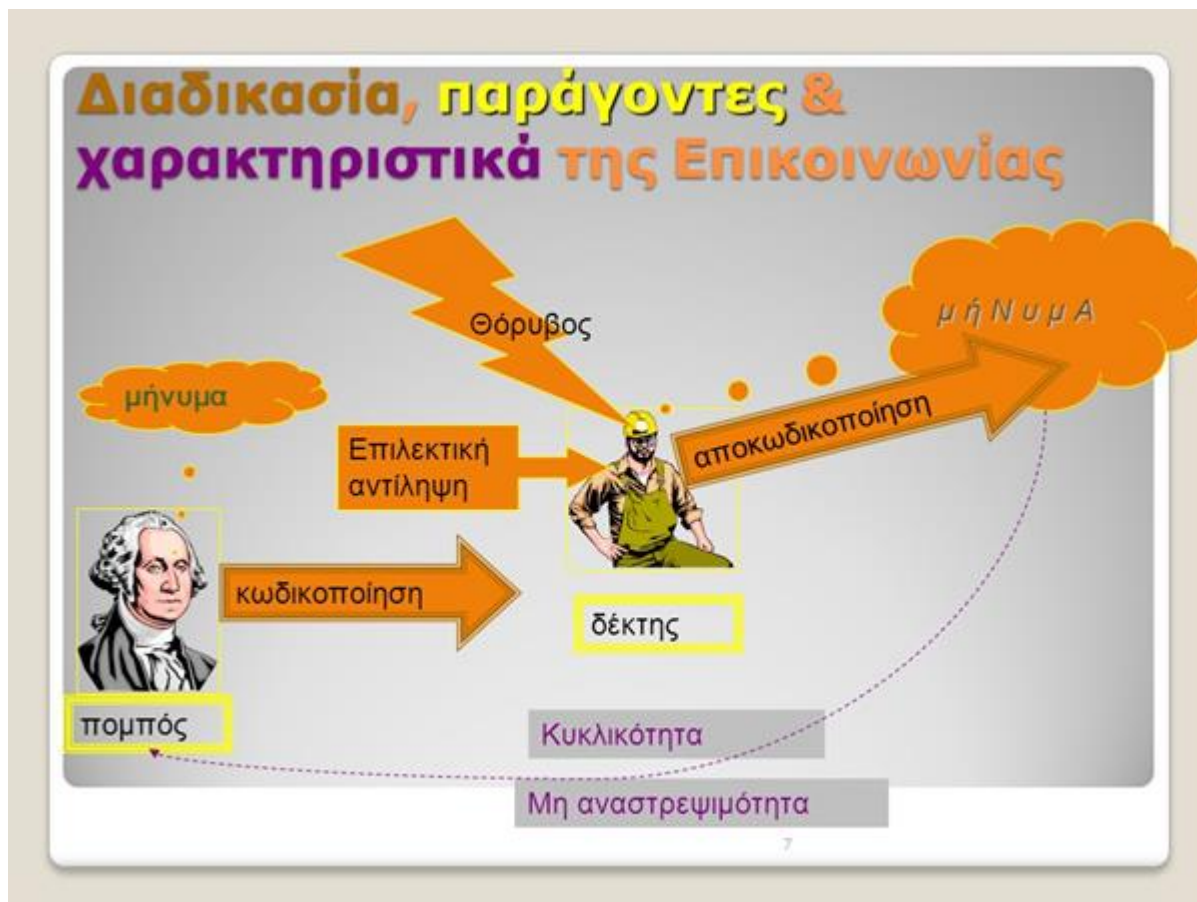 Διαδικασία, παράγοντες &
χαρακτηριστικά της Επικοινωνίας
Θόρυβος
μ ή Ν υ μ Α
μήνυμα
αποκωδικοποίηση
Επιλεκτική
αντίληψη
κωδικοποίηση
δέκτης
πομπός
Κυκλικότητα
Μη αναστρεψιμότητα
7